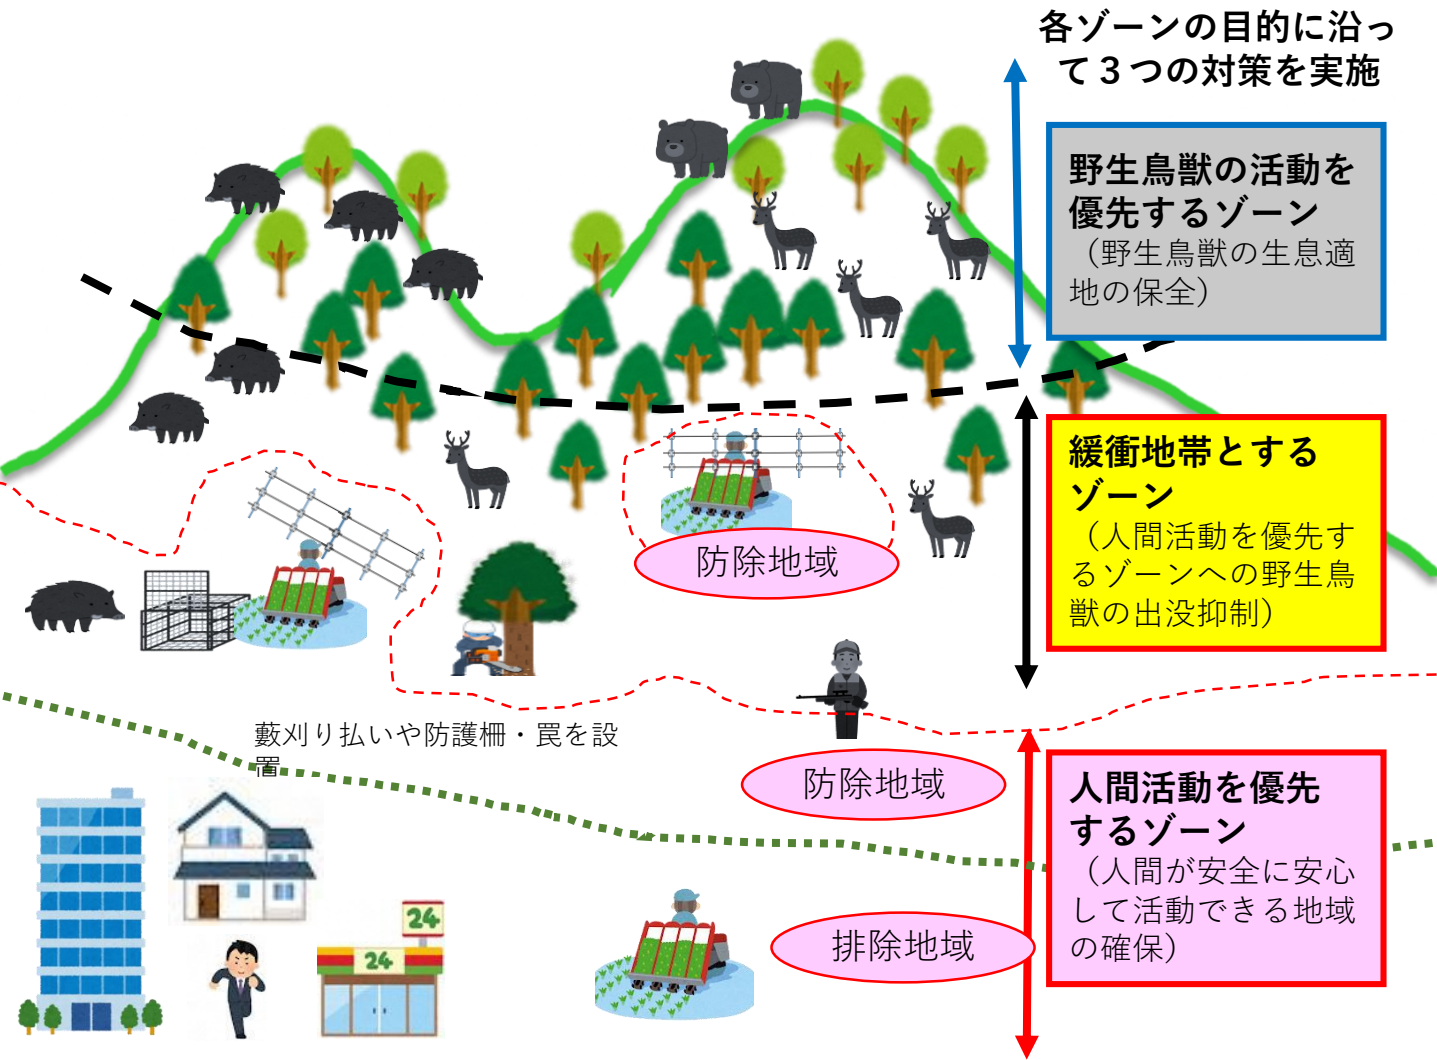 各ゾーンの目的に沿っ
て３つの対策を実施
野生鳥獣の活動を
優先するゾーン
（野生鳥獣の生息適
地の保全）
緩衝地帯とする
ゾーン
（人間活動を優先す
るゾーンへの野生鳥
獣の出没抑制）
防除地域
藪刈り払いや防護柵・罠を設
置
防除地域
人間活動を優先
するゾーン
（人間が安全に安心
して活動できる地域
の確保）
排除地域
24
24